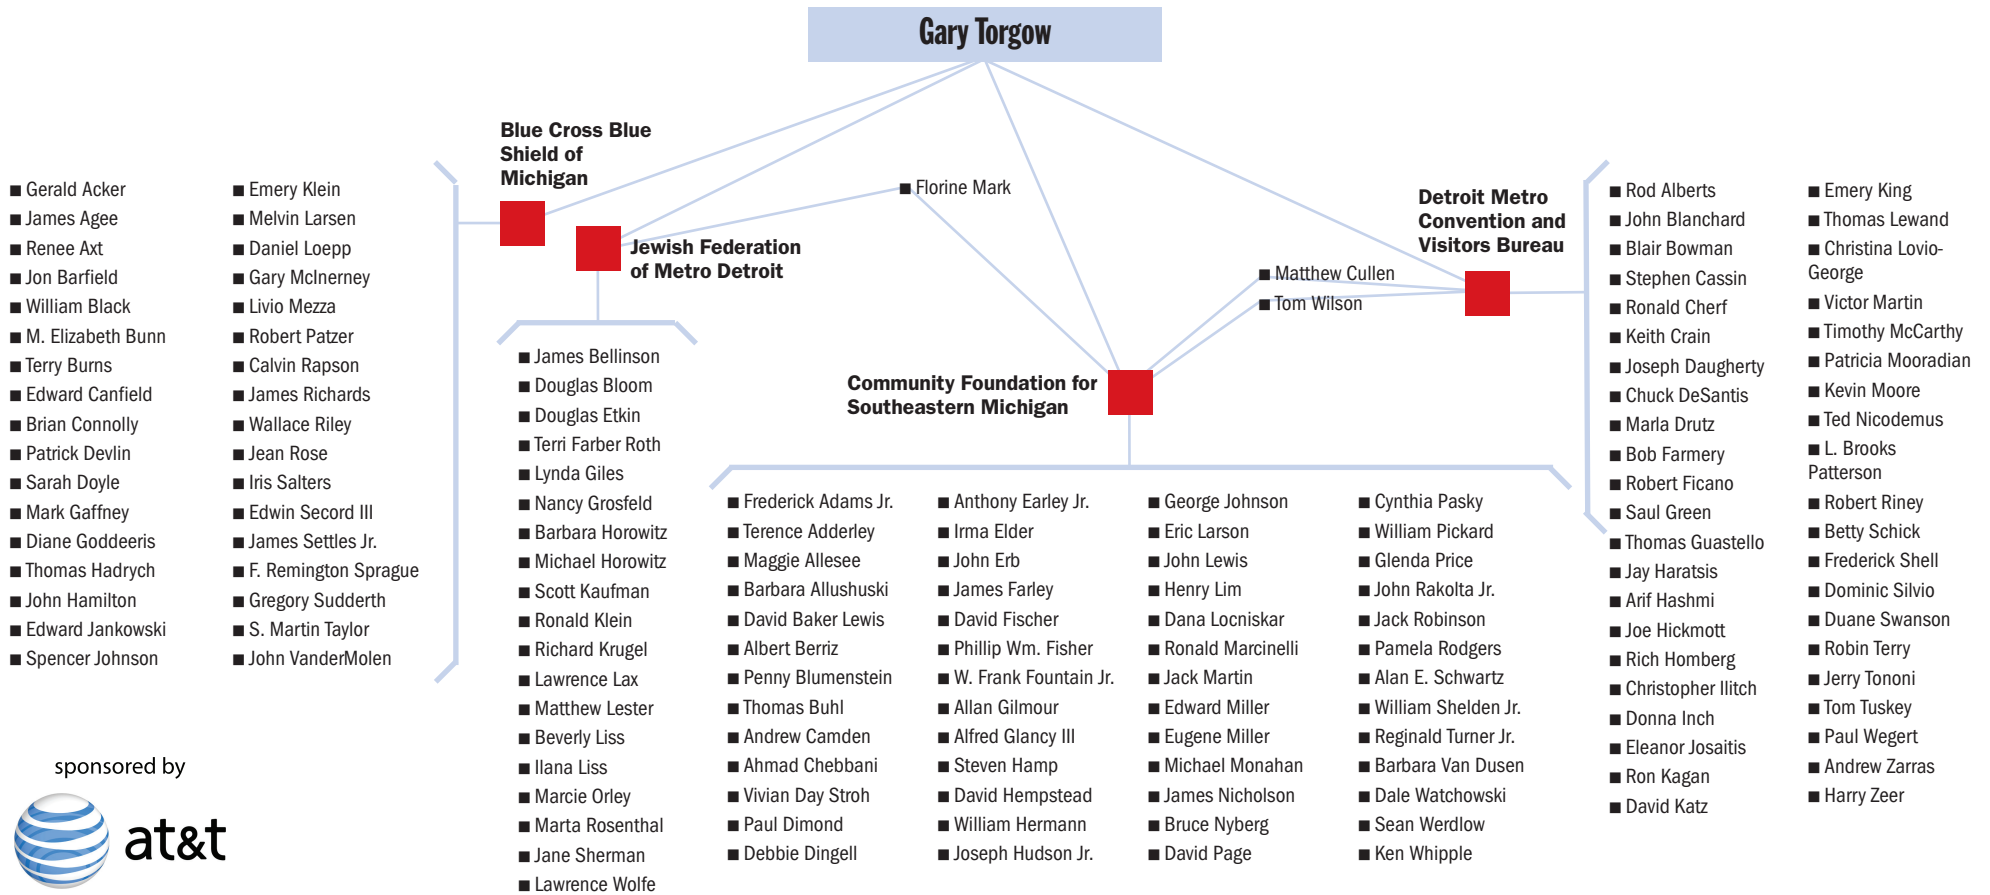 Gary Torgow
Blue Cross Blue
Shield of
Michigan
■ Gerald Acker
■ James Agee
■ Renee Axt
■ Jon Barfield
■ William Black
■ M. Elizabeth Bunn
■ Terry Burns
■ Edward Canfield
■ Brian Connolly
■ Patrick Devlin
■ Sarah Doyle
■ Mark Gaffney
■ Diane Goddeeris
■ Thomas Hadrych
■ John Hamilton
■ Edward Jankowski
■ Spencer Johnson
■ Emery Klein
■ Melvin Larsen
■ Daniel Loepp
■ Gary McInerney
■ Livio Mezza
■ Robert Patzer
■ Calvin Rapson
■ James Richards
■ Wallace Riley
■ Jean Rose
■ Iris Salters
■ Edwin Secord III
■ James Settles Jr.
■ F. Remington Sprague
■ Gregory Sudderth
■ S. Martin Taylor
■ John VanderMolen
Jewish Federation
of Metro Detroit
■ James Bellinson
■ Douglas Bloom
■ Douglas Etkin
■ Terri Farber Roth
■ Lynda Giles
■ Nancy Grosfeld
■ Barbara Horowitz
■ Michael Horowitz
■ Scott Kaufman
■ Ronald Klein
■ Richard Krugel
■ Lawrence Lax
■ Matthew Lester
■ Beverly Liss
■ Ilana Liss
■ Marcie Orley
■ Marta Rosenthal
■ Jane Sherman
■ Lawrence Wolfe
■ Florine Mark
■ Matthew Cullen
■ Tom Wilson
Community Foundation for
Southeastern Michigan
■ Frederick Adams Jr.
■ Terence Adderley
■ Maggie Allesee
■ Barbara Allushuski
■ David Baker Lewis
■ Albert Berriz
■ Penny Blumenstein
■ Thomas Buhl
■ Andrew Camden
■ Ahmad Chebbani
■ Vivian Day Stroh
■ Paul Dimond
■ Debbie Dingell
■ Anthony Earley Jr.
■ Irma Elder
■ John Erb
■ James Farley
■ David Fischer
■ Phillip Wm. Fisher
■ W. Frank Fountain Jr.
■ Allan Gilmour
■ Alfred Glancy III
■ Steven Hamp
■ David Hempstead
■ William Hermann
■ Joseph Hudson Jr.
■ George Johnson
■ Eric Larson
■ John Lewis
■ Henry Lim
■ Dana Locniskar
■ Ronald Marcinelli
■ Jack Martin
■ Edward Miller
■ Eugene Miller
■ Michael Monahan
■ James Nicholson
■ Bruce Nyberg
■ David Page
■ Cynthia Pasky
■ William Pickard
■ Glenda Price
■ John Rakolta Jr.
■ Jack Robinson
■ Pamela Rodgers
■ Alan E. Schwartz
■ William Shelden Jr.
■ Reginald Turner Jr.
■ Barbara Van Dusen
■ Dale Watchowski
■ Sean Werdlow
■ Ken Whipple
Detroit Metro
Convention and
Visitors Bureau
■ Rod Alberts
■ John Blanchard
■ Blair Bowman
■ Stephen Cassin
■ Ronald Cherf
■ Keith Crain
■ Joseph Daugherty
■ Chuck DeSantis
■ Marla Drutz
■ Bob Farmery
■ Robert Ficano
■ Saul Green
■ Thomas Guastello
■ Jay Haratsis
■ Arif Hashmi
■ Joe Hickmott
■ Rich Homberg
■ Christopher Ilitch
■ Donna Inch
■ Eleanor Josaitis
■ Ron Kagan
■ David Katz
■ Emery King
■ Thomas Lewand
■ Christina Lovio-
George
■ Victor Martin
■ Timothy McCarthy
■ Patricia Mooradian
■ Kevin Moore
■ Ted Nicodemus
■ L. Brooks
Patterson
■ Robert Riney
■ Betty Schick
■ Frederick Shell
■ Dominic Silvio
■ Duane Swanson
■ Robin Terry
■ Jerry Tononi
■ Tom Tuskey
■ Paul Wegert
■ Andrew Zarras
■ Harry Zeer
sponsored by
at&t